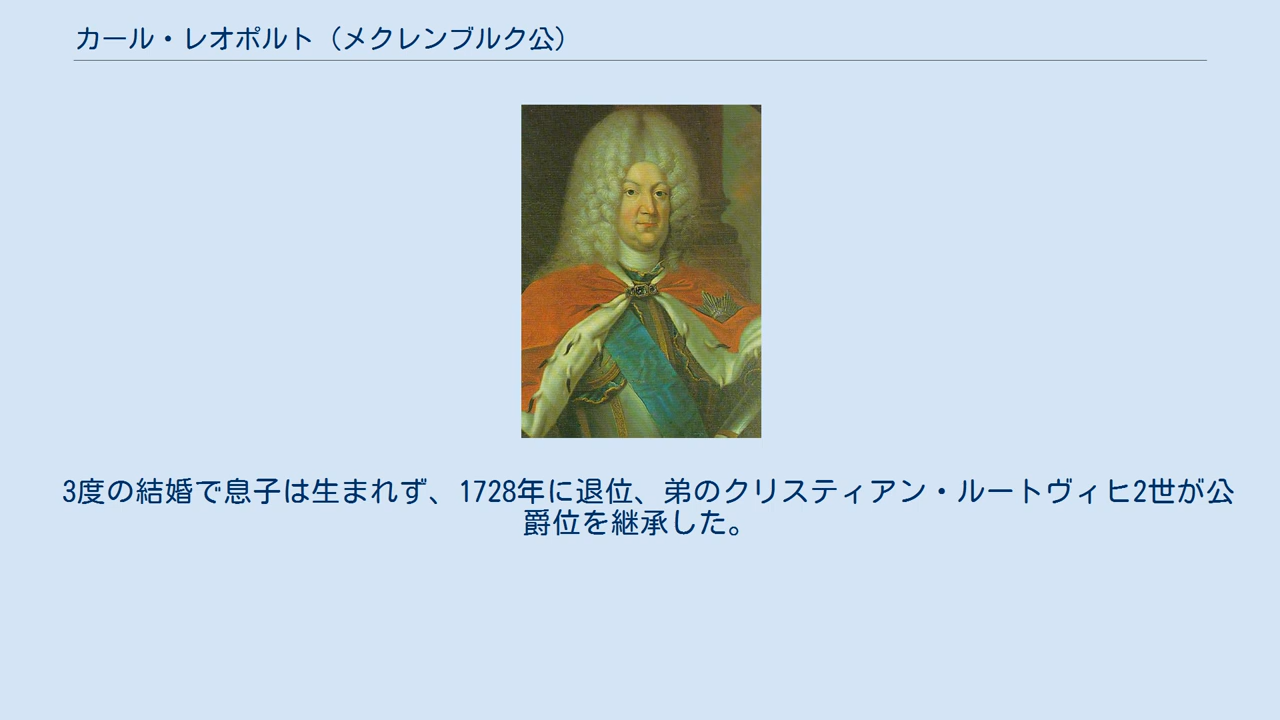 カール・レオポルト（メクレンブルク公）
3度の結婚で息子は生まれず、1728年に退位、弟のクリスティアン・ルートヴィヒ2世が公
爵位を継承した。